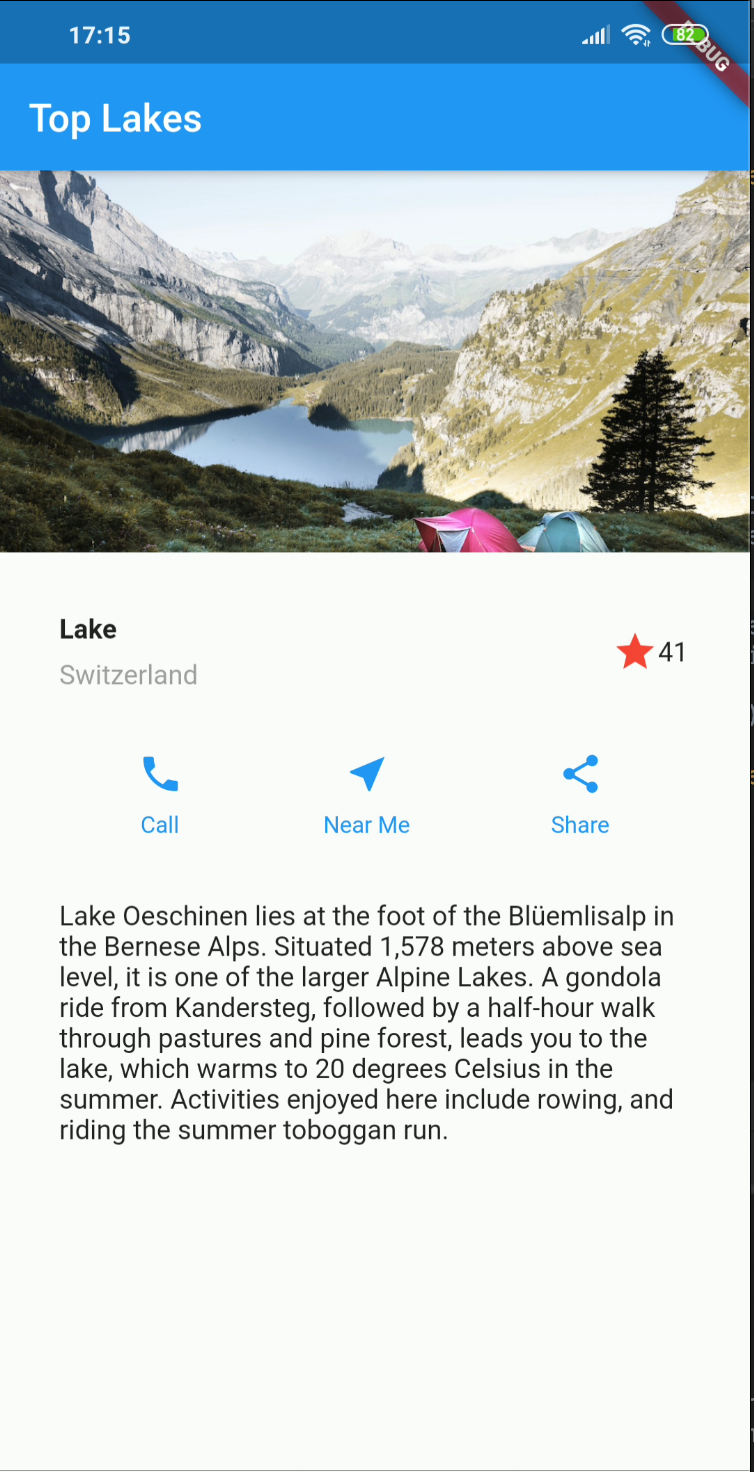 17:15
82
BUG
Top Lakes
Lake
41
Switzerland
Call
Near Me
Share
Lake Oeschinen lies at the foot of the Blüemlisalp in
the Bernese Alps. Situated 1,578 meters above sea
level, it is one of the larger Alpine Lakes. A gondola
ride from Kandersteg, followed by a half-hour walk
through pastures and pine forest, leads you to the
lake, which warms to 20 degrees Celsius in the
summer. Activities enjoyed here include rowing, and
riding the summer toboggan run.